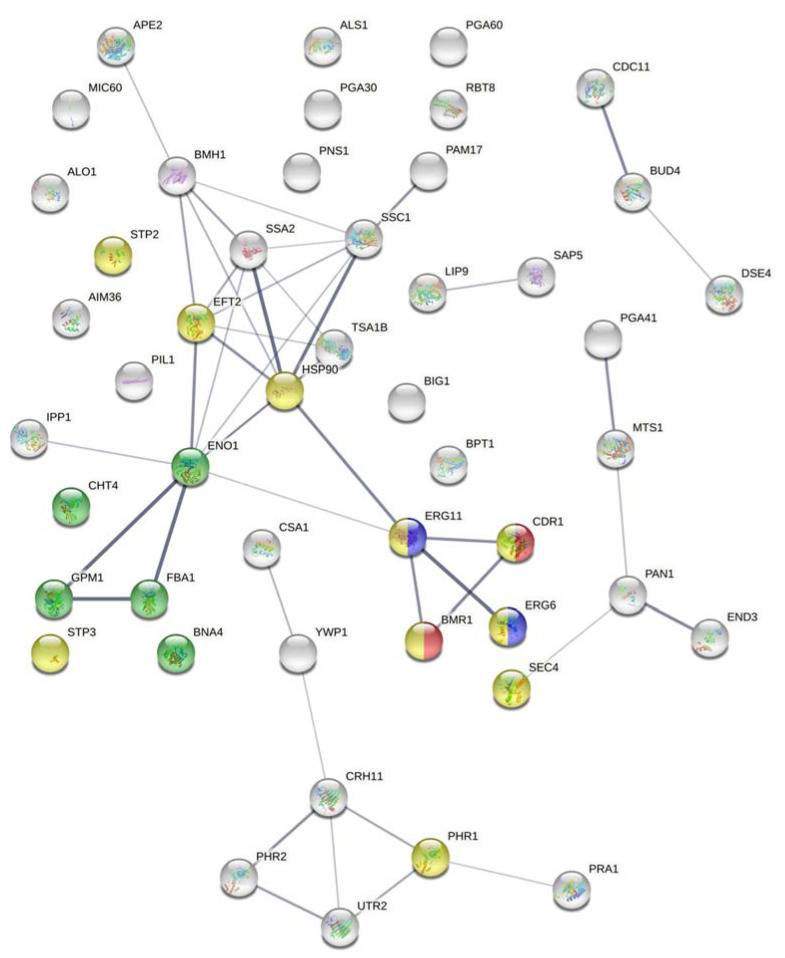 APE2
ALS1
PGA60
CDC11
MIC60
PGA30
RBT8
BMH1
PNS1
PAM17
BUD4
ALO1
SSC1
SSA2
STP2
SAP5
LIP9
DSE4
AIM36
EFT2
TSA1B
PGA41
PIL1
HSP90
BIG1
IPP1
MTS1
ENO1
BPT1
CHT4
ERG11
CDR1
CSA1
GPM1
FBA1
PAN1
ERG6
END3
STP3
BNA4
YWP1
BMR1
SEC4
CRH11
PHR1
PHR2
PRA1
UTR2